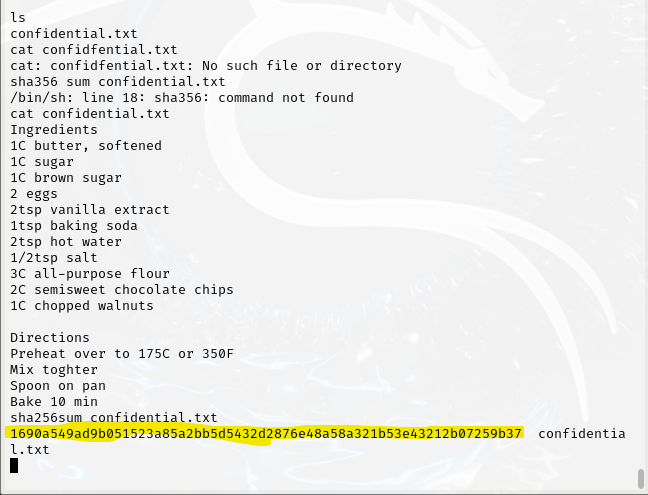 ls
confidential.txt
cat confidfential.txt
cat: confidfential.txt: No such file or directory
sha356 sum confidential.txt
/bin/sh: line 18: sha356: command not found
cat confidential.txt
Ingredients
1C butter, softened
1C sugar
1C brown sugar
2 eggs
2tsp vanilla extract
1tsp baking soda
2tsp hot water
1/2tsp salt
3C all-purpose flour
2C semisweet chocolate chips
1C chopped walnuts

Directions
Preheat over to 175C or 350F
Mix toghter
Spoon on pan
Bake 10 min
sha256sum confidential.txt
1690a549ad9b051523a85a2bb5d5432d2876e48a58a321b53e43212b07259b37  confidentia
l.txt